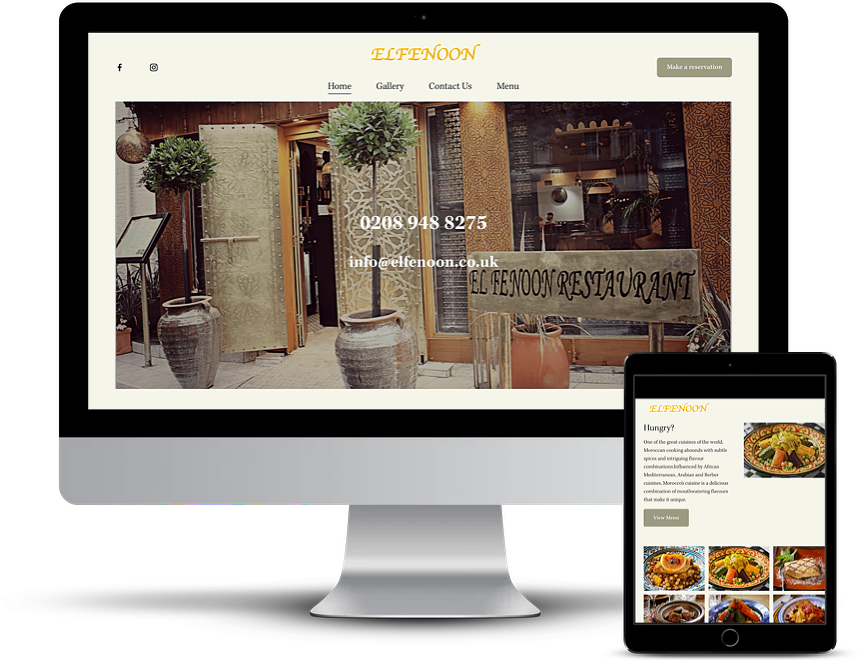 ELFENOON
Make a reservation
Home Gallery Contact Us Menu
0208 948 8275
info@elfenoon.co.uk
EL FENOON RESTAURANT
ELFENOON
Hungry?
One of the great cuisines of the world,
Moroccan cooking abounds with subtle
spices and intriguing flavour
combinations.Influenced by African
Mediterranean, Arabian and Berber
cuisines, Morocco's cuisine is a delicious
combination of mouthwatering flavours
that make it unique.
View Menu